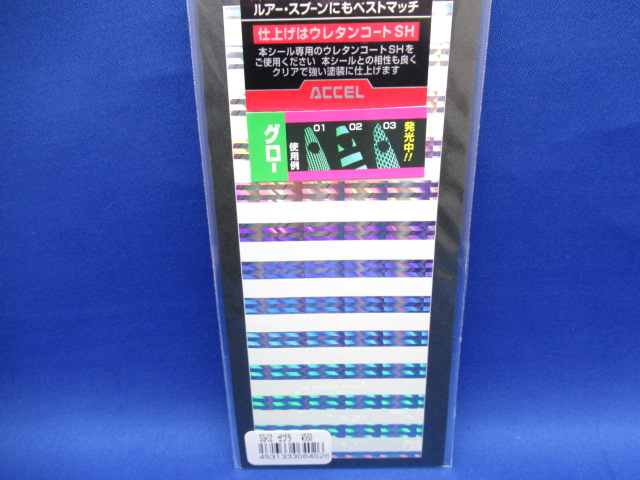 ルアー・スプーンにもベストマッチ
仕上げはウレタンコートSH
本シール専用のウレタンコートSHを
ご使用ください 本シールとの相性も良く
クリアで強い塗装に仕上げます
ACCEL
グロー
使用例
01 02 03
発光中!!
ゼブラ ¥550
4531333064026